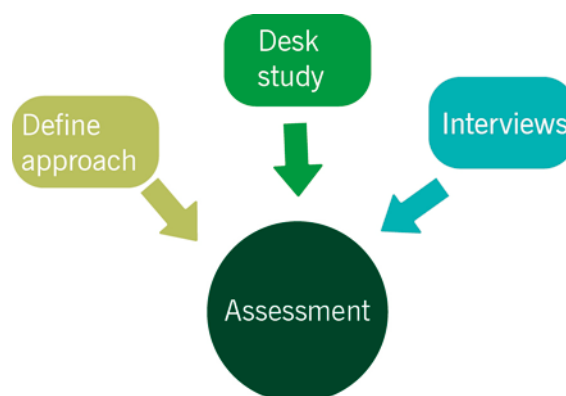 Define
approach
Desk
study
Interviews
Assessment